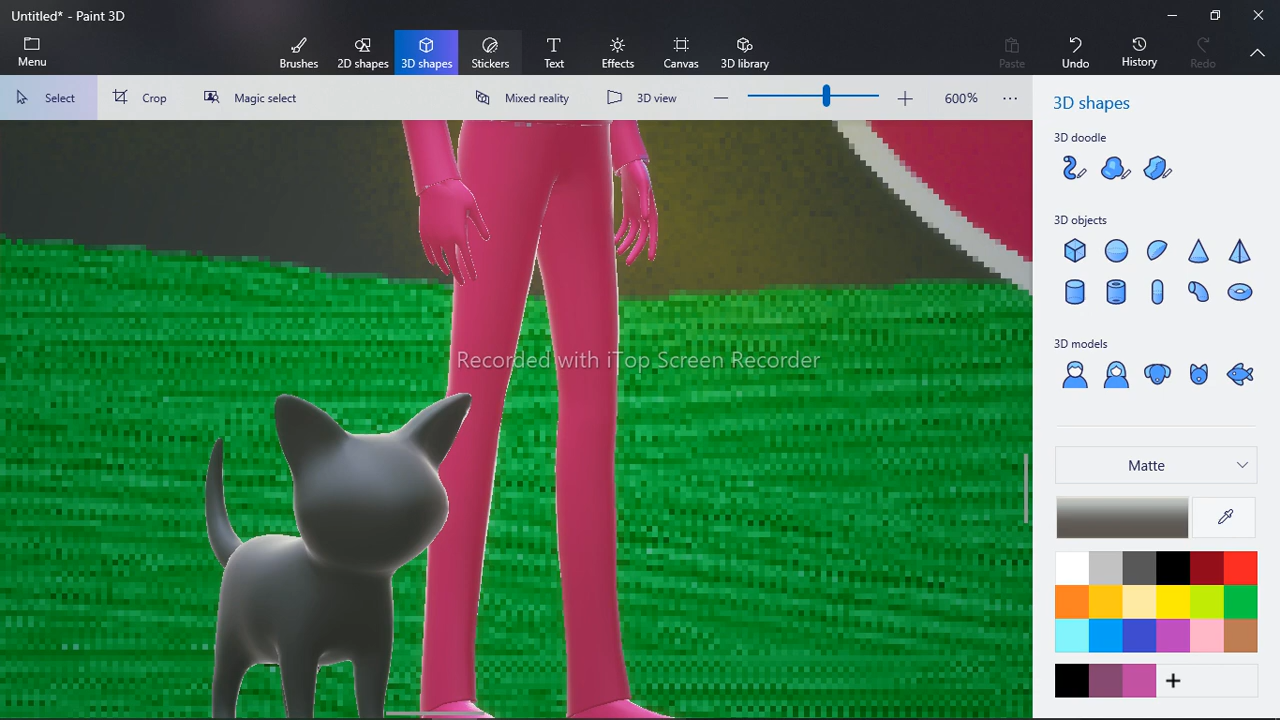 Untitled* - Paint 3D
Menu
Brushes
2D shapes
3D shapes
Stickers
Text
Effects
Canvas
3D library
Paste
Undo
History
Redo
Select
Crop
Magic select
Mixed reality
3D view
600%
3D shapes
3D doodle
3D objects
3D models
Matte
Recorded with iTop Screen Recorder